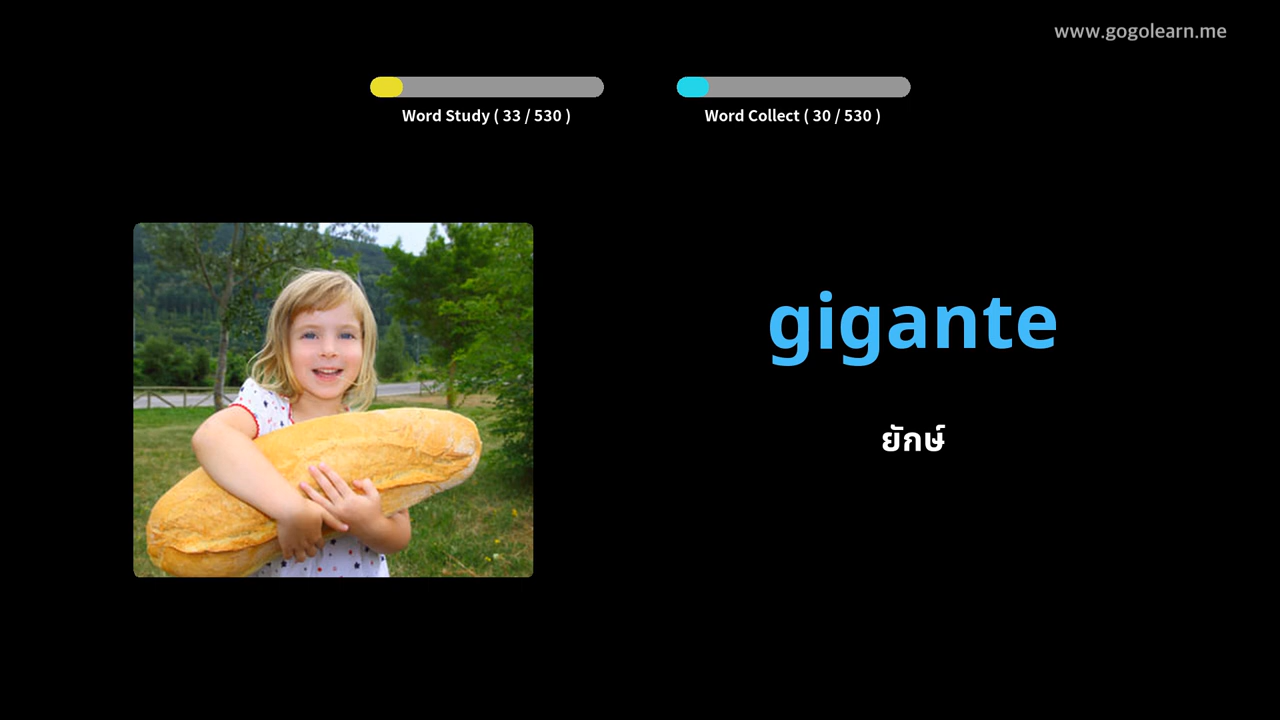 www.gogolearn.me
Word Study ( 33 / 530 )
Word Collect ( 30 / 530 )
gigante
ยักษ์